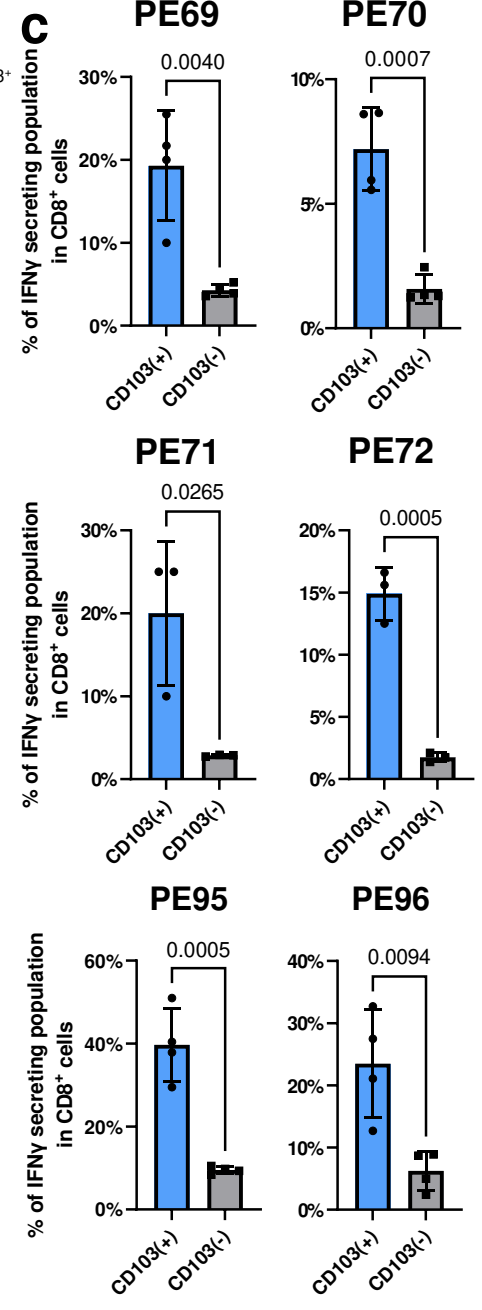 C
PE69
PE70
3+
% of IFNγ secreting population
in CD8+ cells
0.0040
30%
20%
10%
0%
CD103(+)
CD103(-)
0.0007
10%
5%
0%
CD103(+)
CD103(-)
PE71
PE72
% of IFNγ secreting population
in CD8+ cells
0.0265
30%
20%
10%
0%
CD103(+)
CD103(-)
0.0005
20%
15%
10%
5%
0%
CD103(+)
CD103(-)
PE95
PE96
% of IFNγ secreting population
in CD8+ cells
0.0005
60%
40%
20%
0%
CD103(+)
CD103(-)
0.0094
40%
30%
20%
10%
0%
CD103(+)
CD103(-)